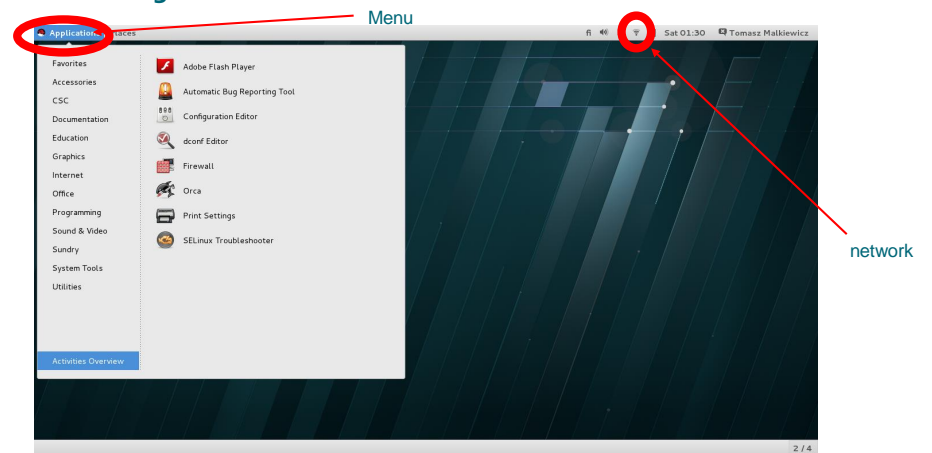 Menu
Applications
fi
Sat 01:30 Tomasz Malkiewicz
Favorites
Accessories
CSC
Documentation
Education
Graphics
Internet
Office
Programming
Sound & Video
Sundry
System Tools
Utilities
Activities Overview
Adobe Flash Player
Automatic Bug Reporting Tool
Configuration Editor
dconf Editor
Firewall
Orca
Print Settings
SELinux Troubleshooter
network
2 / 4